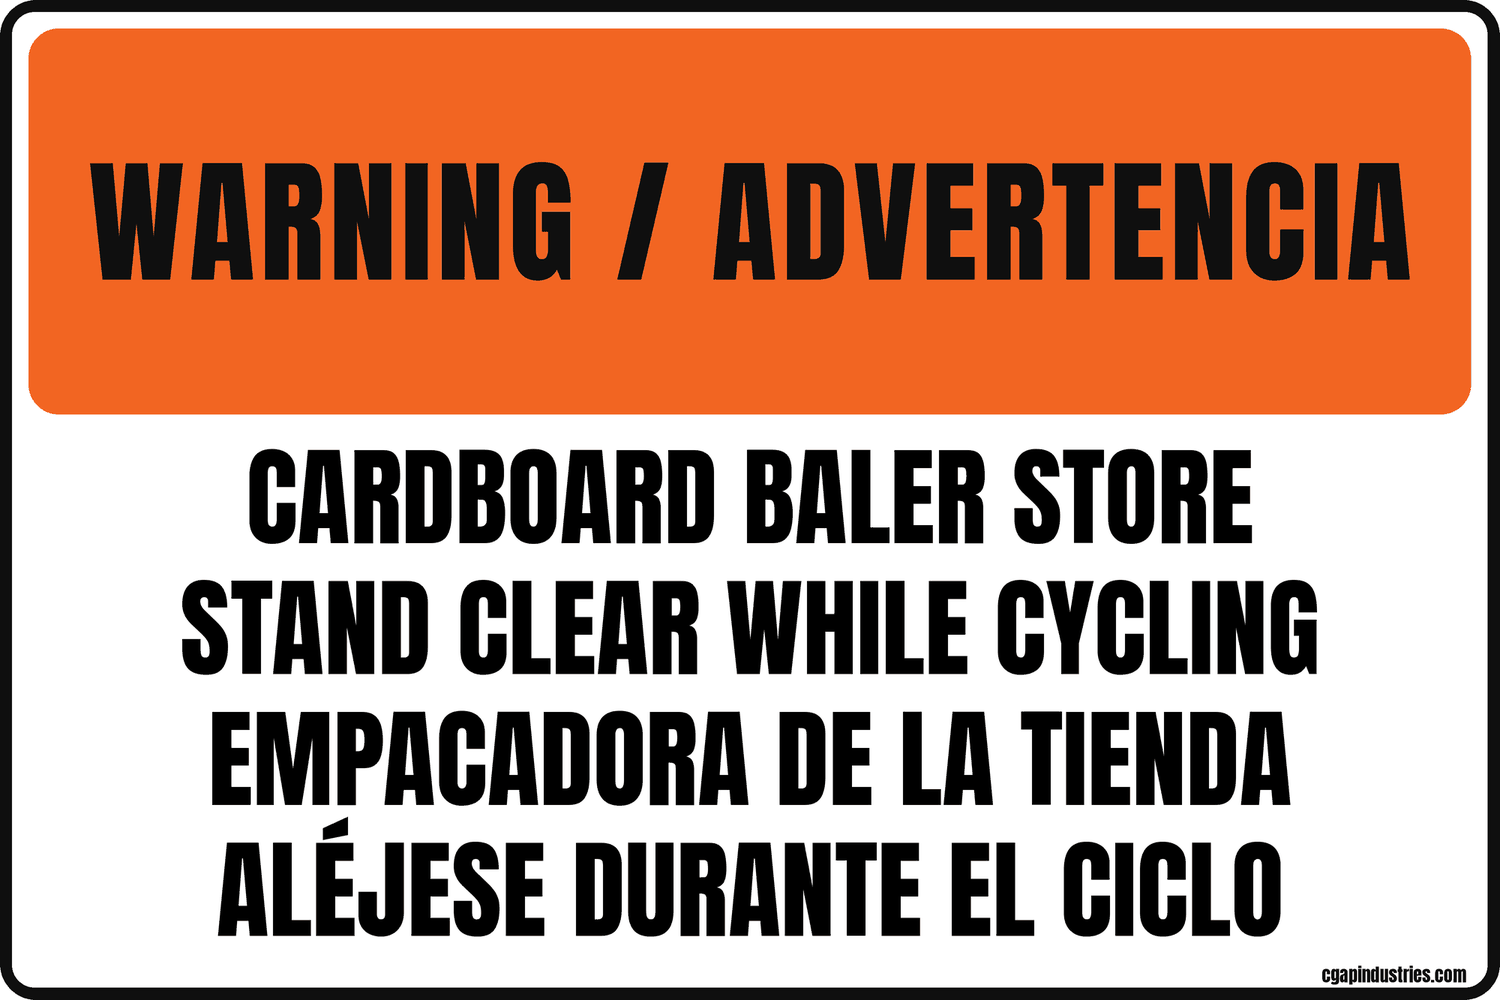 WARNING / ADVERTENCIA
CARDBOARD BALER STORE
STAND CLEAR WHILE CYCLING
EMPACADORA DE LA TIENDA
ALÉJESE DURANTE EL CICLO
cgapindustries.com